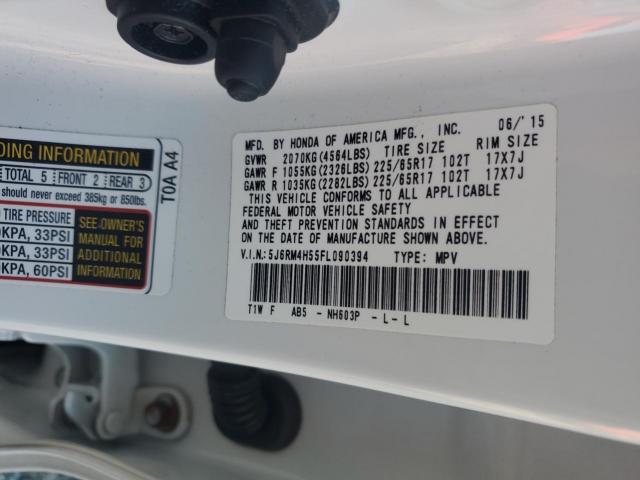 DING INFORMATION
TOTAL 5 FRONT 2 REAR 3
should never exceed 385kg or 850lbs.
TIRE PRESSURE
KPA, 33PSI
KPA, 33PSI
KPA, 60PSI
SEE OWNER'S
MANUAL FOR
ADDITIONAL
INFORMATION
T0A A4
MFD. BY HONDA OF AMERICA MFG., INC. 06/'15
GVWR 2070KG(4564LBS) TIRE SIZE RIM SIZE
GAWR F 1055KG(2326LBS) 225/65R17 102T 17X7J
GAWR R 1035KG(2282LBS) 225/65R17 102T 17X7J
THIS VEHICLE CONFORMS TO ALL APPLICABLE
FEDERAL MOTOR VEHICLE SAFETY
AND THEFT PREVENTION STANDARDS IN EFFECT
ON THE DATE OF MANUFACTURE SHOWN ABOVE.
V.I.N:5J6RM4H55FL090394 TYPE: MPV
T1W F AB5 -NH603P -L-L